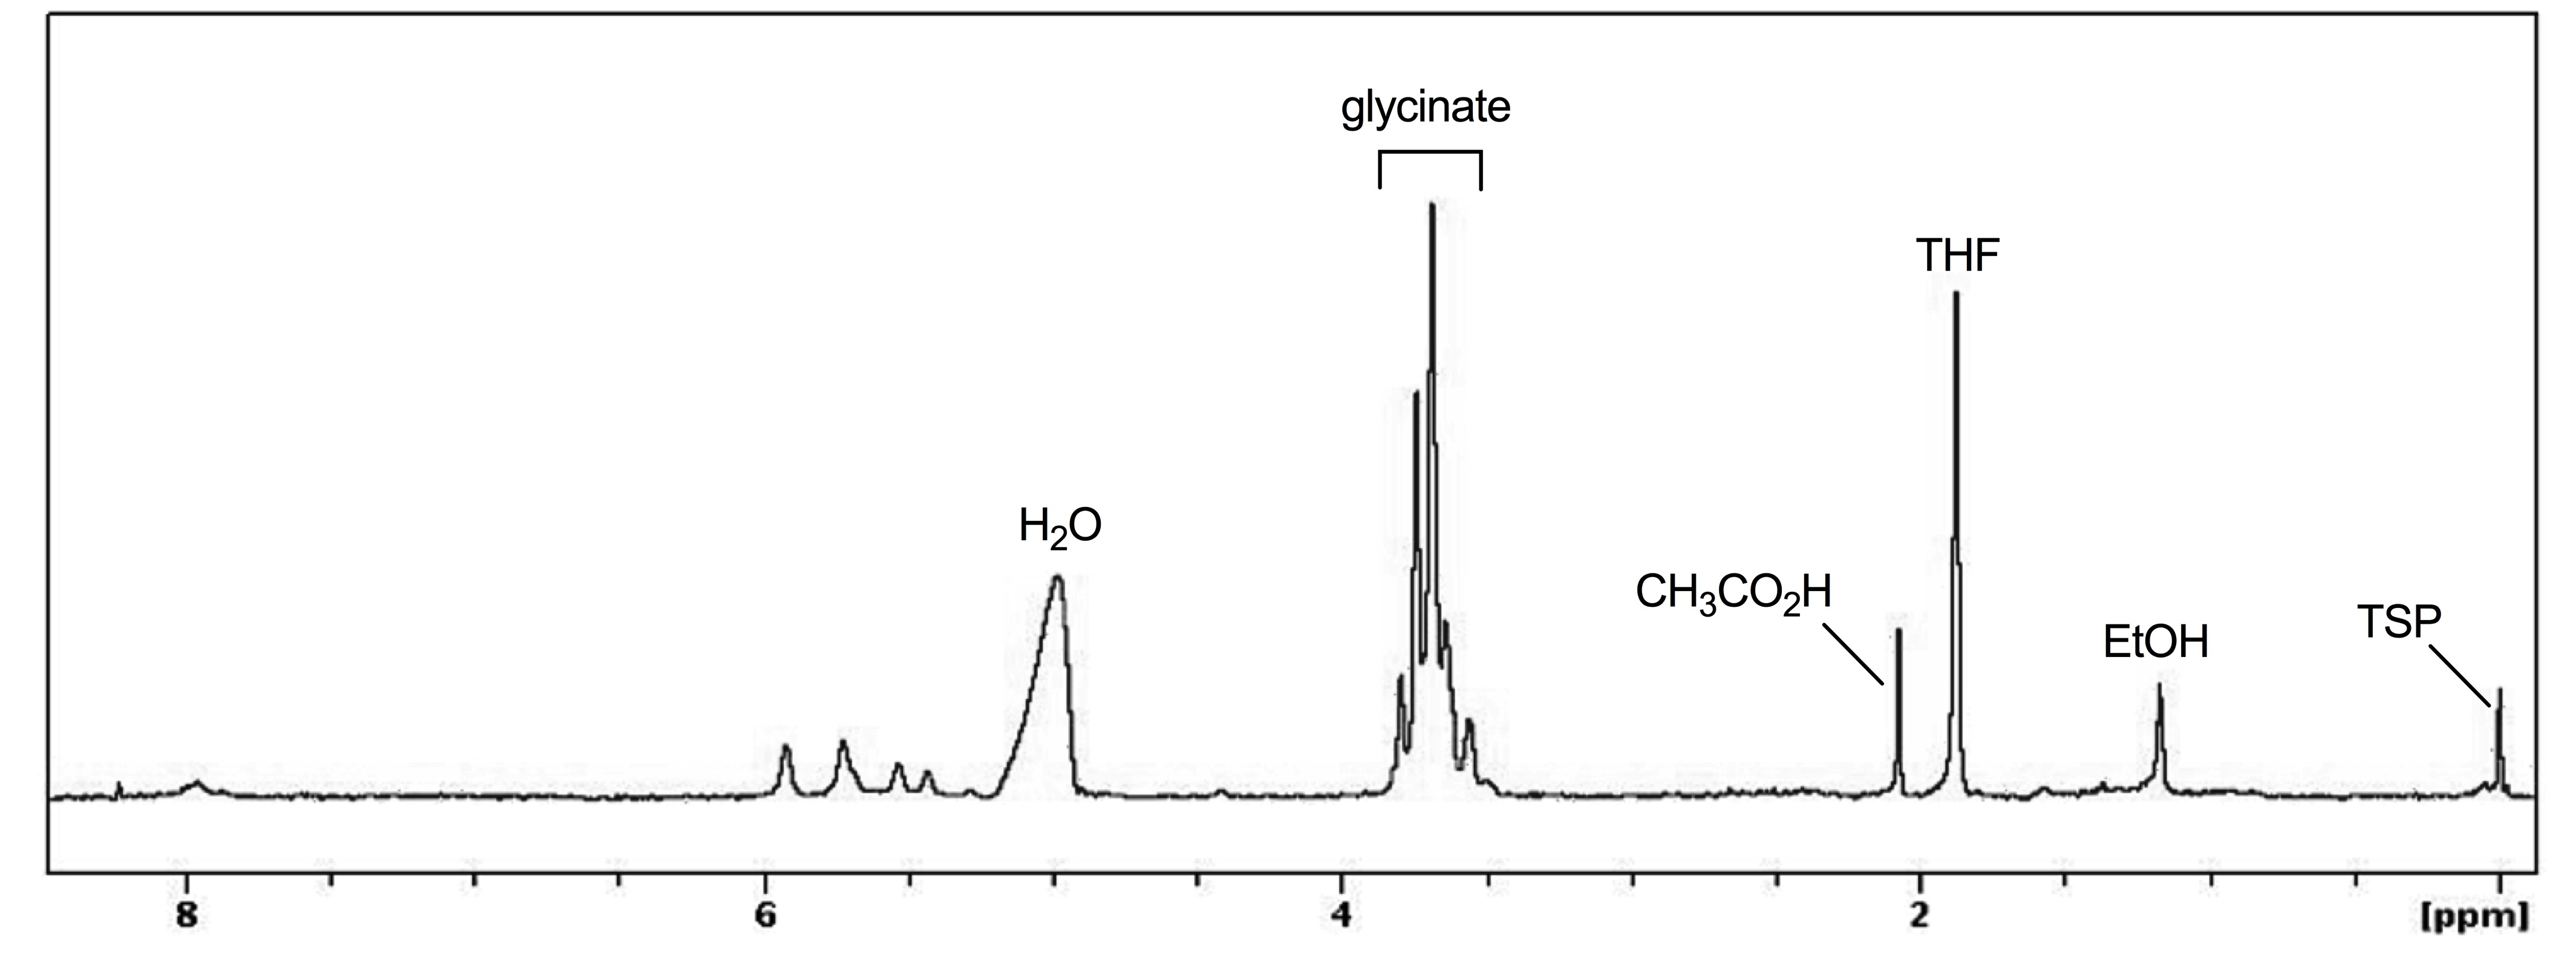 glycinate
THF
H₂O
CH₃CO₂H
EtOH
TSP
8 6 4 2 [ppm]